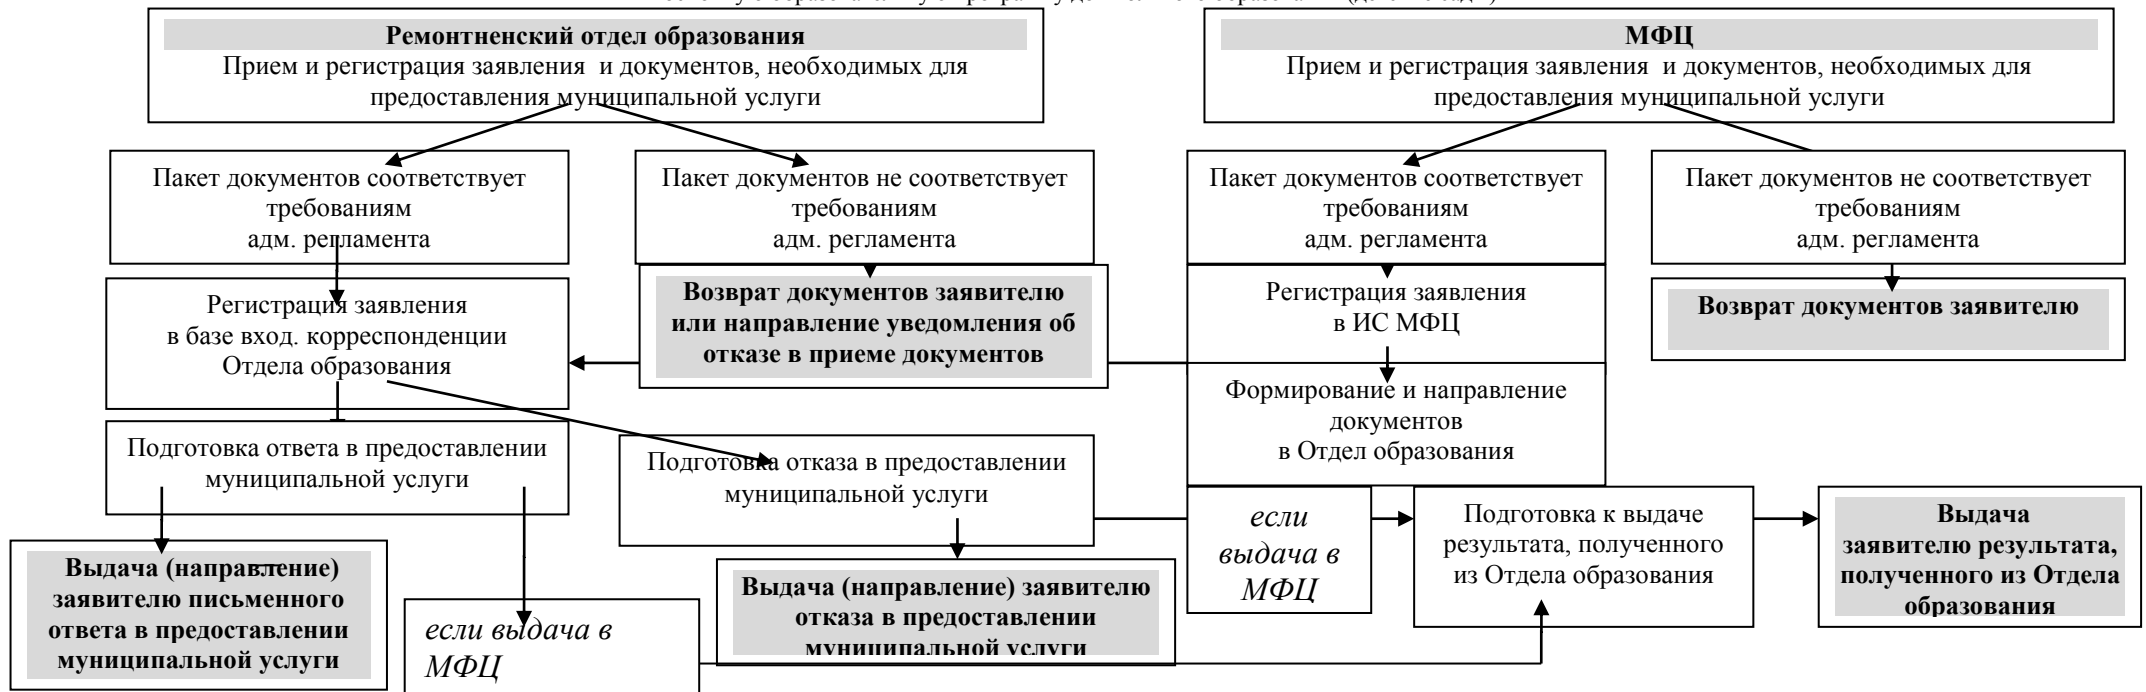 Ремонтненский отдел образования
Прием и регистрация заявления и документов, необходимых для
предоставления муниципальной услуги
МФЦ
Прием и регистрация заявления и документов, необходимых для
предоставления муниципальной услуги
Пакет документов соответствует
требованиям
адм. регламента
Пакет документов не соответствует
требованиям
адм. регламента
Пакет документов соответствует
требованиям
адм. регламента
Пакет документов не соответствует
требованиям
адм. регламента
Регистрация заявления
в базе вход. корреспонденции
Отдела образования
Возврат документов заявителю
или направление уведомления об
отказе в приеме документов
Регистрация заявления
в ИС МФЦ
Возврат документов заявителю
Формирование и направление
документов
в Отдел образования
Подготовка ответа в предоставлении
муниципальной услуги
Подготовка отказа в предоставлении
муниципальной услуги
если
выдача в
МФЦ
Подготовка к выдаче
результата, полученного
из Отдела образования
Выдача
заявителю результата,
полученного из Отдела
образования
Выдача (направление)
заявителю письменного
ответа в предоставлении
муниципальной услуги
если выдача в
МФЦ
Выдача (направление) заявителю
отказа в предоставлении
муниципальной услуги